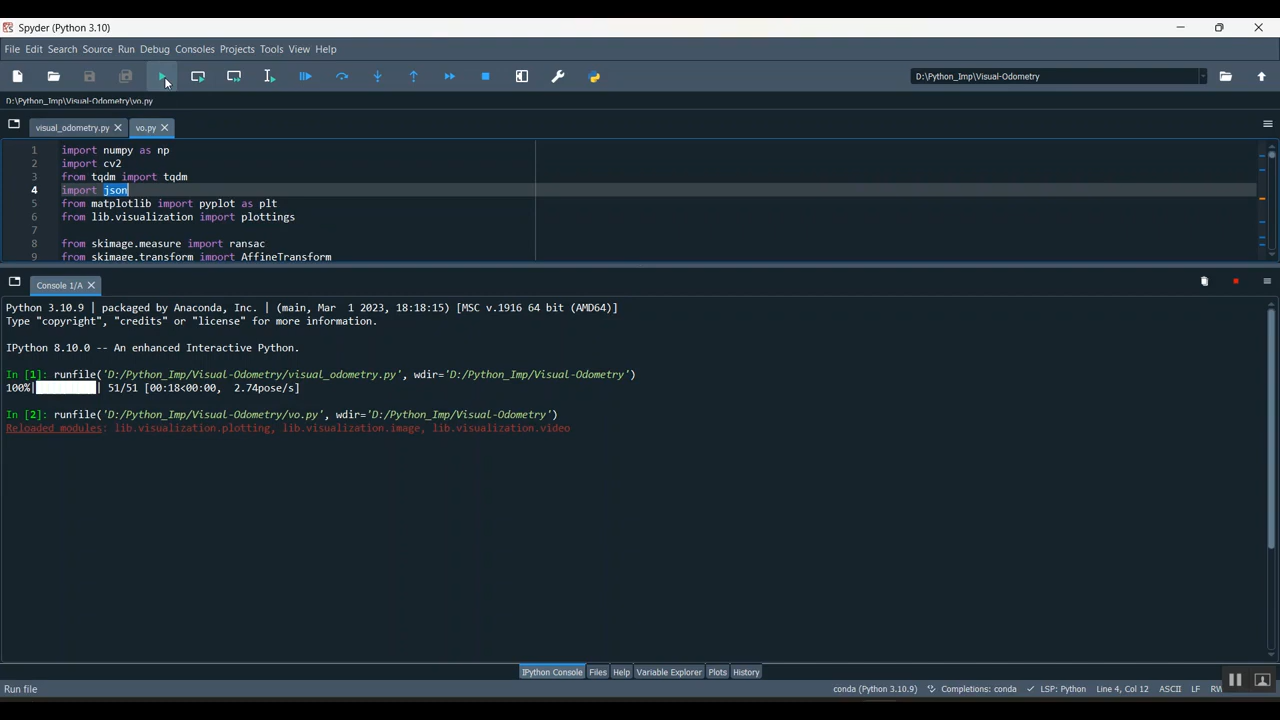 Spyder (Python 3.10)
File Edit Search Source Run Debug Consoles Projects Tools View Help
D:\Python_Imp\Visual-Odometry
D:\Python_Imp\Visual-Odometry\vo.py
visual_odometry.py vo.py
1 import numpy as np
2 import cv2
3 from tqdm import tqdm
4 import json
5 from matplotlib import pyplot as plt
6 from lib.visualization import plottings
7
8 from skimage.measure import ransac
9 from skimage.transform import AffineTransform
Console 1/A
Python 3.10.9 | packaged by Anaconda, Inc. | (main, Mar 1 2023, 18:18:15) [MSC v.1916 64 bit (AMD64)]
Type "copyright", "credits" or "license" for more information.
IPython 8.10.0 -- An enhanced Interactive Python.
In [1]: runfile('D:/Python_Imp/Visual-Odometry/visual_odometry.py', wdir='D:/Python_Imp/Visual-Odometry')
100%|██████████| 51/51 [00:18<00:00, 2.74pose/s]
In [2]: runfile('D:/Python_Imp/Visual-Odometry/vo.py', wdir='D:/Python_Imp/Visual-Odometry')
Reloaded modules: lib.visualization.plotting, lib.visualization.image, lib.visualization.video
IPython Console Files Help Variable Explorer Plots History
Run file conda (Python 3.10.9) Completions: conda LSP: Python Line 4, Col 12 ASCII LF RW